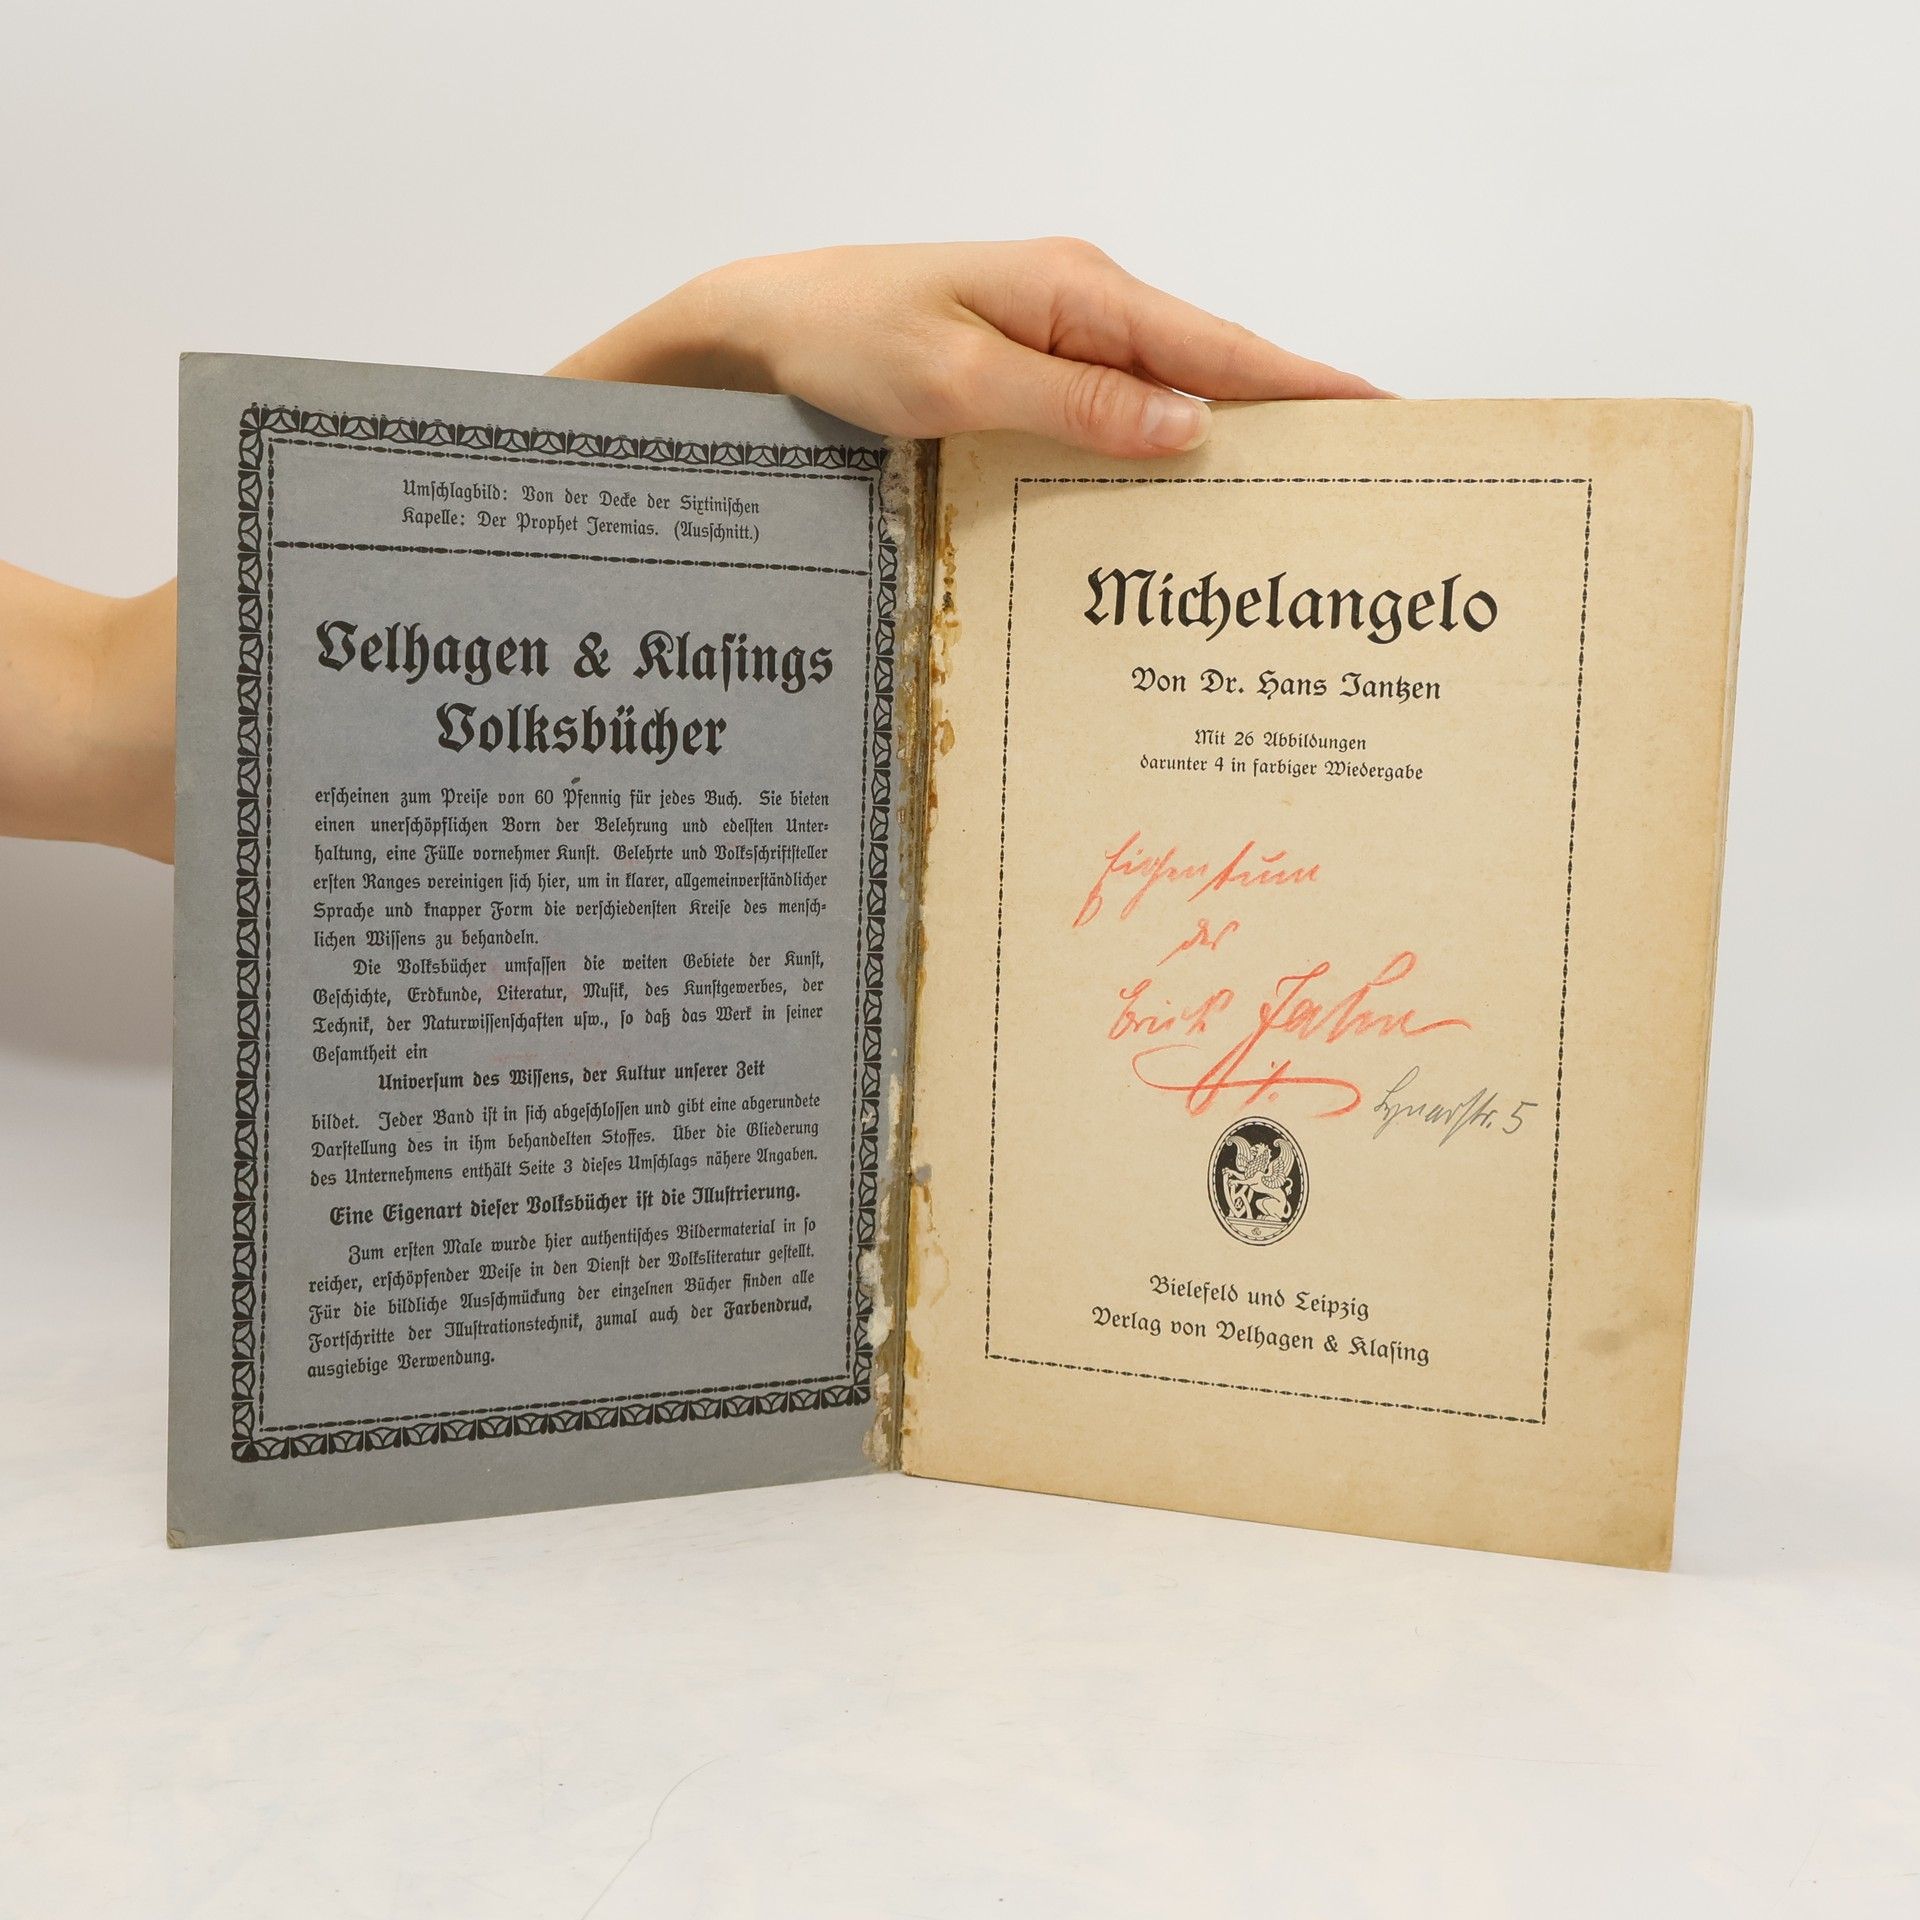 Umschlagbild: Von der Decke der Sixtinischen
Kapelle: Der Prophet Jeremias. (Ausschnitt.)
Velhagen & Klasings
Volksbücher
erscheinen zum Preise von 60 Pfennig für jedes Buch. Sie bieten
einen unerschöpflichen Born der Belehrung und edelsten Unter-
haltung, eine Fülle vornehmer Kunst. Gelehrte und Volksschriftsteller
ersten Ranges vereinigen sich hier, um in klarer, allgemeinverständlicher
Sprache und knapper Form die verschiedensten Kreise des mensch-
lichen Wissens zu behandeln.
Die Volksbücher umfassen die weiten Gebiete der Kunst,
Geschichte, Erdkunde, Literatur, Musik, des Kunstgewerbes, der
Technik, der Naturwissenschaften usw., so daß das Werk in seiner
Gesamtheit ein
Universum des Wissens, der Kultur unserer Zeit
bildet. Jeder Band ist in sich abgeschlossen und gibt eine abgerundete
Darstellung des in ihm behandelten Stoffes. Über die Gliederung
des Unternehmens enthält Seite 3 dieses Umschlags nähere Angaben.
Eine Eigenart dieser Volksbücher ist die Illustrierung.
Zum ersten Male wurde hier authentisches Bildermaterial in so
reicher, erschöpfender Weise in den Dienst der Volksliteratur gestellt.
Für die bildliche Ausschmückung der einzelnen Bücher finden alle
Fortschritte der Illustrationstechnik, zumal auch der Farbendruck,
ausgiebige Verwendung.
Michelangelo
Von Dr. Hans Jantzen
Mit 26 Abbildungen
darunter 4 in farbiger Wiedergabe
Eigentum
der
Erich Jahn
Lynarstr. 5
Bielefeld und Leipzig
Verlag von Velhagen & Klasing